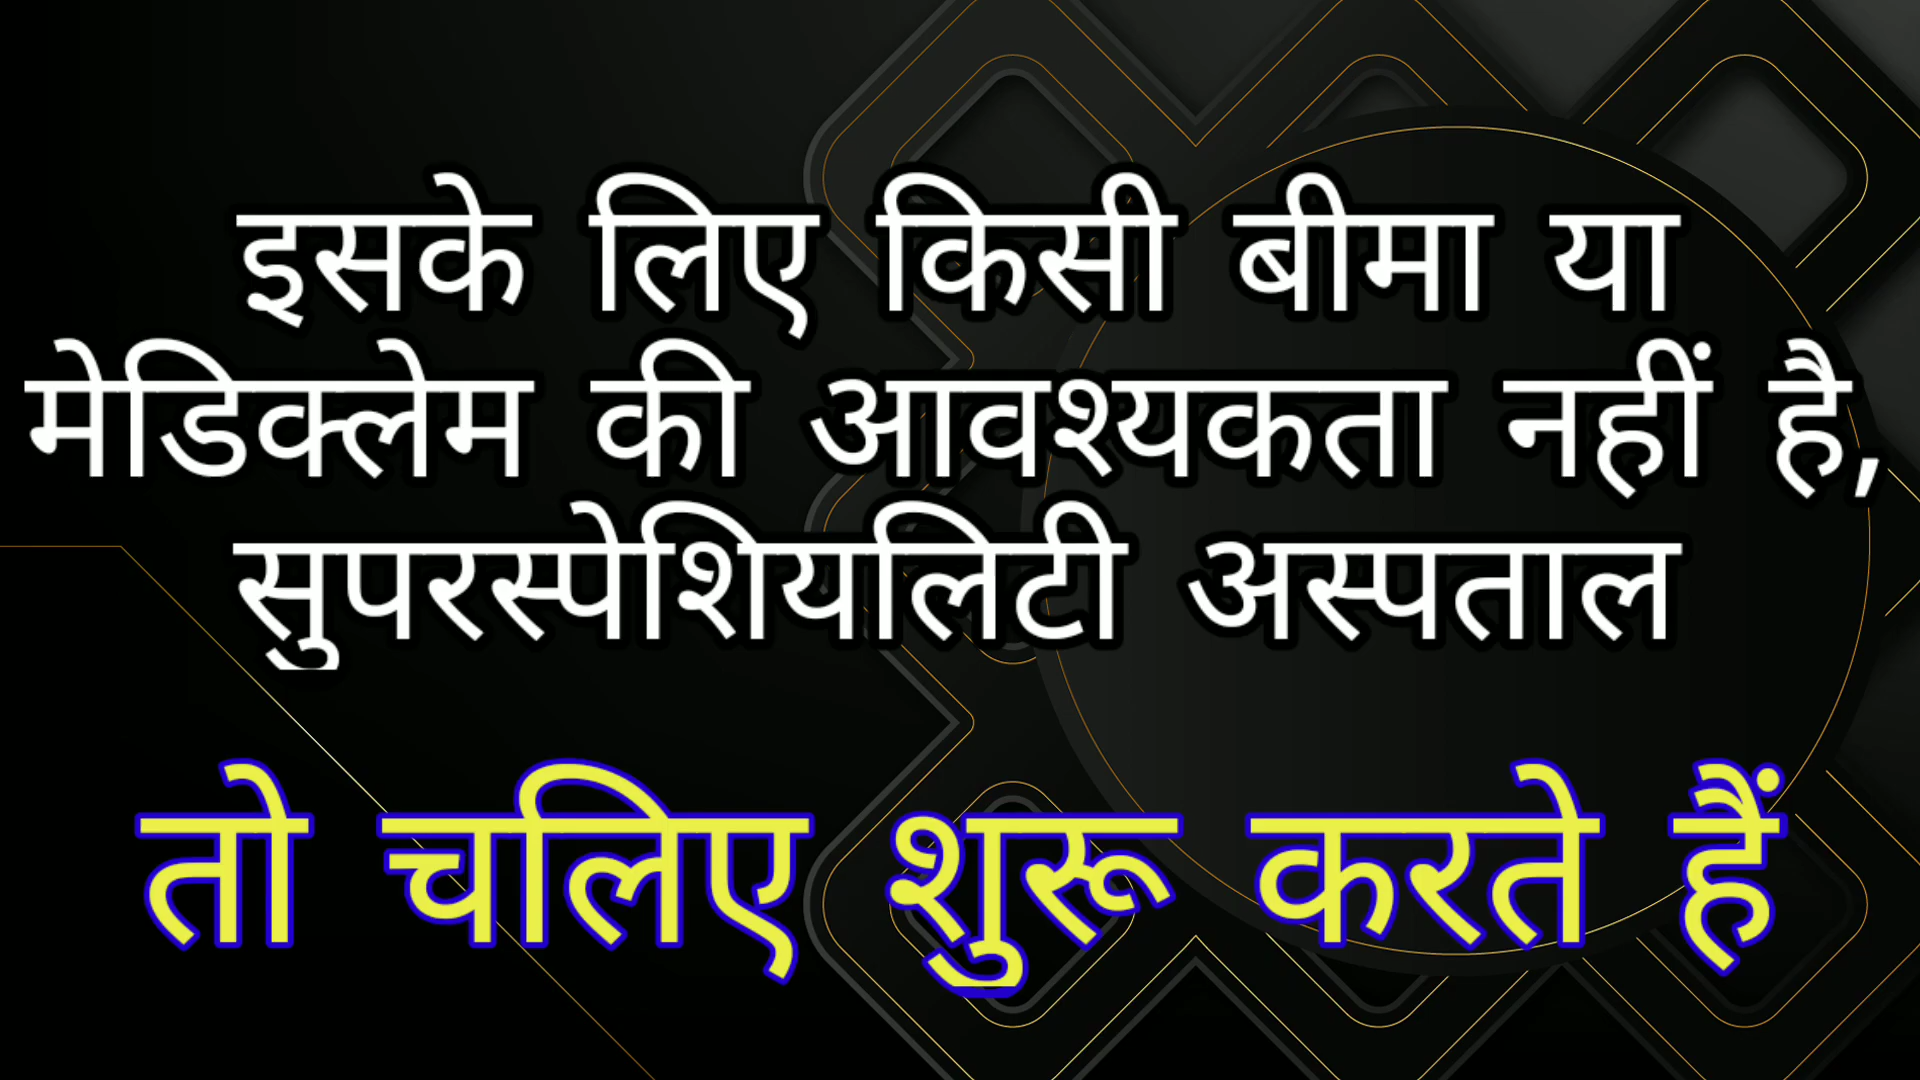 इसके लिए किसी बीमा या
मेडिक्लेम की आवश्यकता नहीं है,
सुपरस्पेशियलिटी अस्पताल
तो चलिए शुरू करते हैं